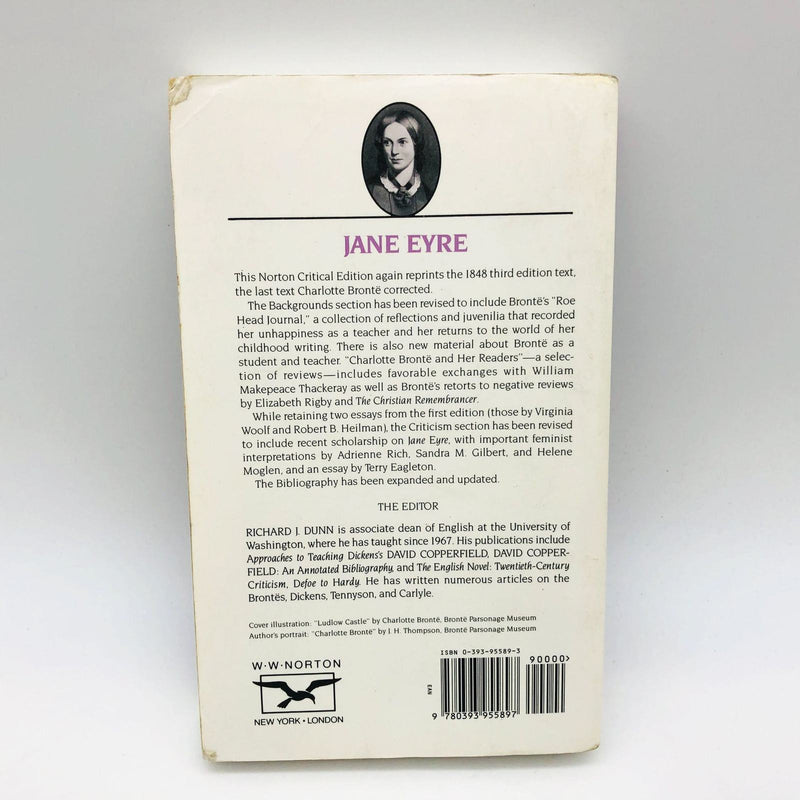 JANE EYRE
This Norton Critical Edition again reprints the 1848 third edition text,
the last text Charlotte Brontë corrected.
The Backgrounds section has been revised to include Brontë's "Roe
Head Journal," a collection of reflections and juvenilia that recorded
her unhappiness as a teacher and her returns to the world of her
childhood writing. There is also new material about Brontë as a
student and teacher. "Charlotte Brontë and Her Readers"—a selec-
tion of reviews—includes favorable exchanges with William
Makepeace Thackeray as well as Brontë's retorts to negative reviews
by Elizabeth Rigby and The Christian Remembrancer.
While retaining two essays from the first edition (those by Virginia
Woolf and Robert B. Heilman), the Criticism section has been revised
to include recent scholarship on Jane Eyre, with important feminist
interpretations by Adrienne Rich, Sandra M. Gilbert, and Helene
Moglen, and an essay by Terry Eagleton.
The Bibliography has been expanded and updated.
THE EDITOR
RICHARD J. DUNN is associate dean of English at the University of
Washington, where he has taught since 1967. His publications include
Approaches to Teaching Dickens's DAVID COPPERFIELD, DAVID COPPER-
FIELD: An Annotated Bibliography, and The English Novel: Twentieth-Century
Criticism, Defoe to Hardy. He has written numerous articles on the
Brontës, Dickens, Tennyson, and Carlyle.
Cover illustration: "Ludlow Castle" by Charlotte Brontë, Brontë Parsonage Museum
Author's portrait: "Charlotte Brontë" by J. H. Thompson, Brontë Parsonage Museum
W·W·NORTON
NEW YORK · LONDON
ISBN 0-393-95589-3
90000>
EAN
9 780393 955897